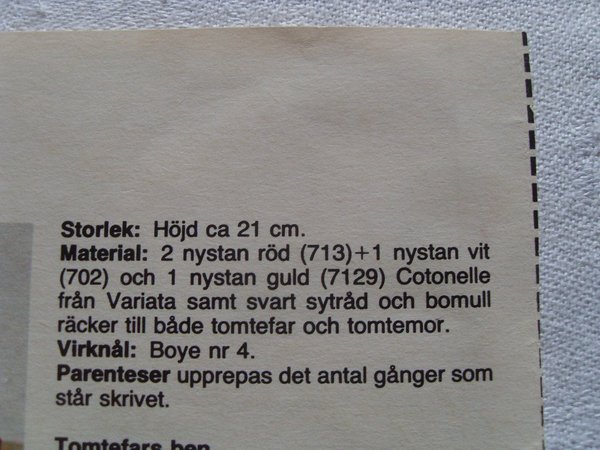 Storlek: Höjd ca 21 cm.
Material: 2 nystan röd (713)+1 nystan vit
(702) och 1 nystan guld (7129) Cotonelle
från Variata samt svart sytråd och bomull
räcker till både tomtefar och tomtemor.
Virknål: Boye nr 4.
Parenteser upprepas det antal gånger som
står skrivet.
Tomtefars ben